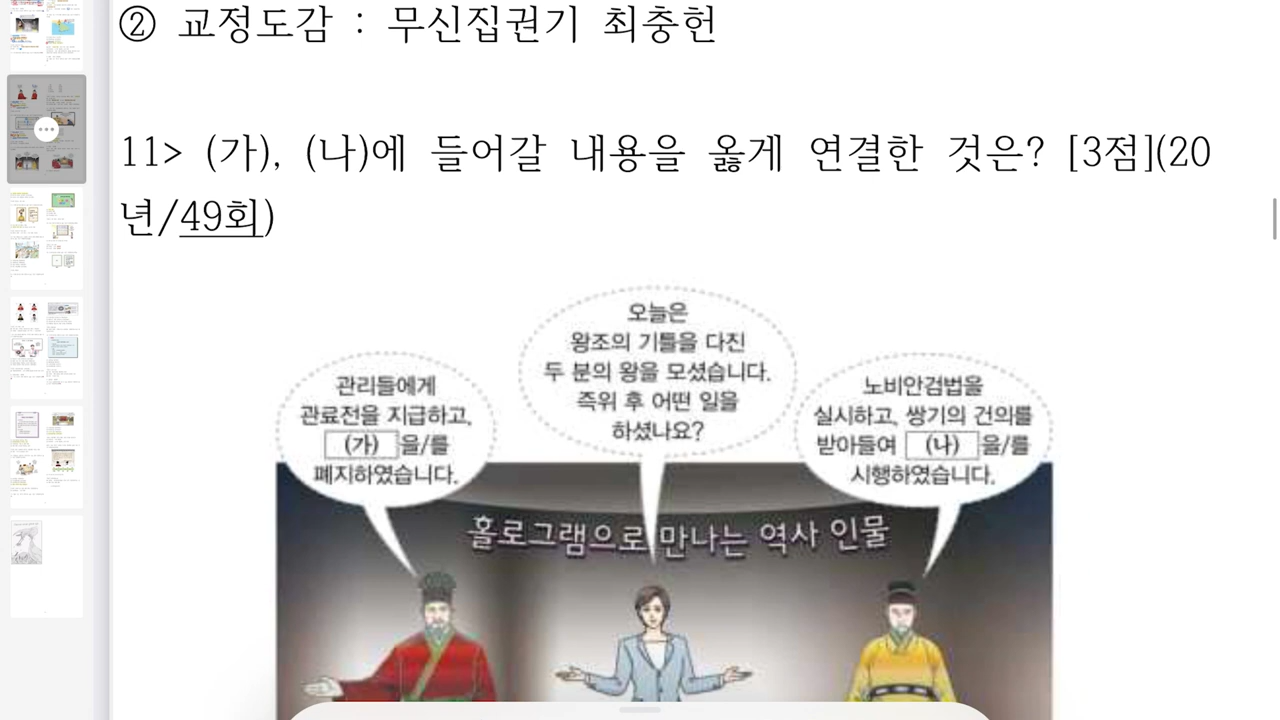 ② 교정도감 : 무신집권기 최충헌
11> (가), (나)에 들어갈 내용을 옳게 연결한 것은? [3점](20
년/49회)
오늘은
왕조의 기틀을 다진
두 분의 왕을 모셨습니다.
즉위 후 어떤 일을
하셨나요?
관리들에게
관료전을 지급하고,
(가) 을/를
폐지하였습니다.
노비안검법을
실시하고, 쌍기의 건의를
받아들여 (나) 을/를
시행하였습니다.
홀로그램으로 만나는 역사 인물